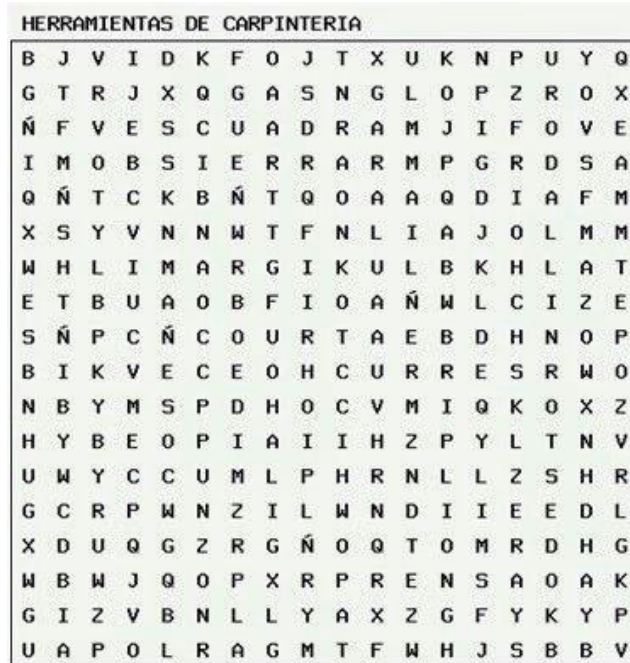 HERRAMIENTAS DE CARPINTERIA
B J V I D K F O J T X U K N P U Y Q
G T R J X Q G A S N G L O P Z R O X
Ñ F V E S C U A D R A M J I F O V E
I M O B S I E R R A R M P G R D S A
Q Ñ T C K B Ñ T Q O A A Q D I A F M
X S Y V N N W T F N L I A J O L M M
W H L I M A R G I K U L B K H L A T
E T B U A O B F I O A Ñ W L C I Z E
S Ñ P C Ñ C O U R T A E B D H N O P
B I K V E C E O H C U R R E S R W O
N B Y M S P D H O C V M I Q K O X Z
H Y B E O P I A I I H Z P Y L T N V
U W Y C C U M L P H R N L L Z S H R
G C R P W N Z I L W N D I I E E D L
X D U Q G Z R G Ñ O Q T O M R D H G
W B W J Q O P X R P R E N S A O A K
G I Z V B N L L Y A X Z G F Y K Y P
U A P O L R A G M T F W H J S B B V